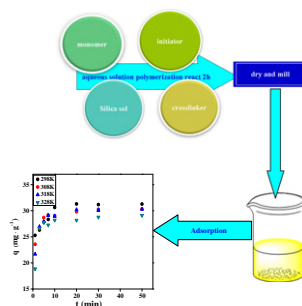 monomer
initiator
aqueous solution polymerization react 2h
dry and mill
Silica sol
crosslinker
298K
308K
318K
328K
35
30
25
20
15
q (mg · g⁻¹)
0 10 20 30 40 50
t (min)
Adsorption